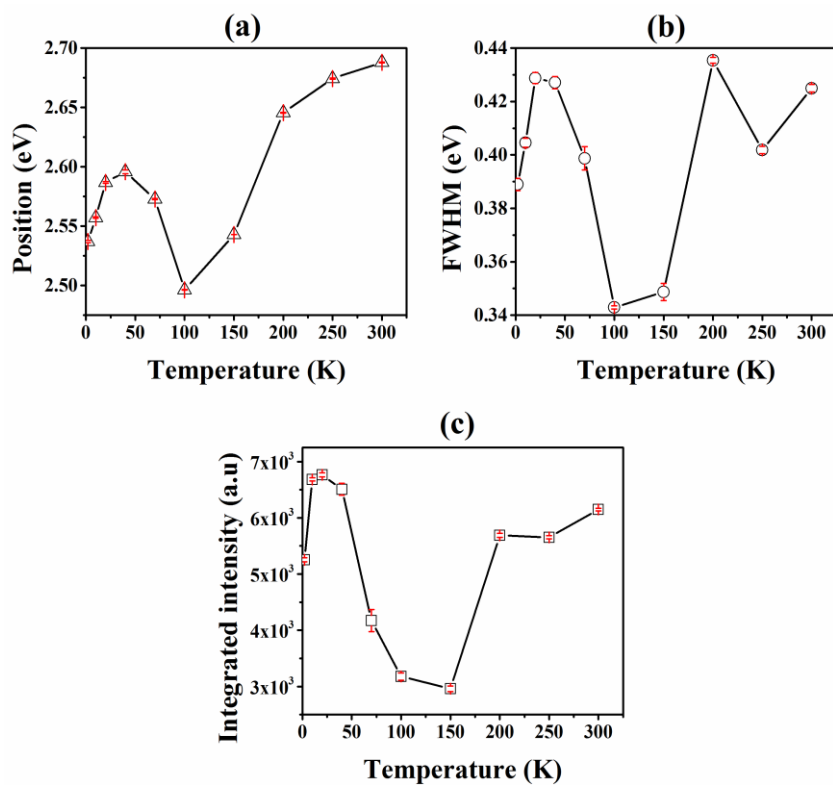 (a)
2.70
2.65
2.60
2.55
2.50
Position (eV)
0 50 100 150 200 250 300
Temperature (K)
(b)
0.44
0.42
0.40
0.38
0.36
0.34
FWHM (eV)
0 50 100 150 200 250 300
Temperature (K)
(c)
7x10³
6x10³
5x10³
4x10³
3x10³
Integrated intensity (a.u)
0 50 100 150 200 250 300
Temperature (K)